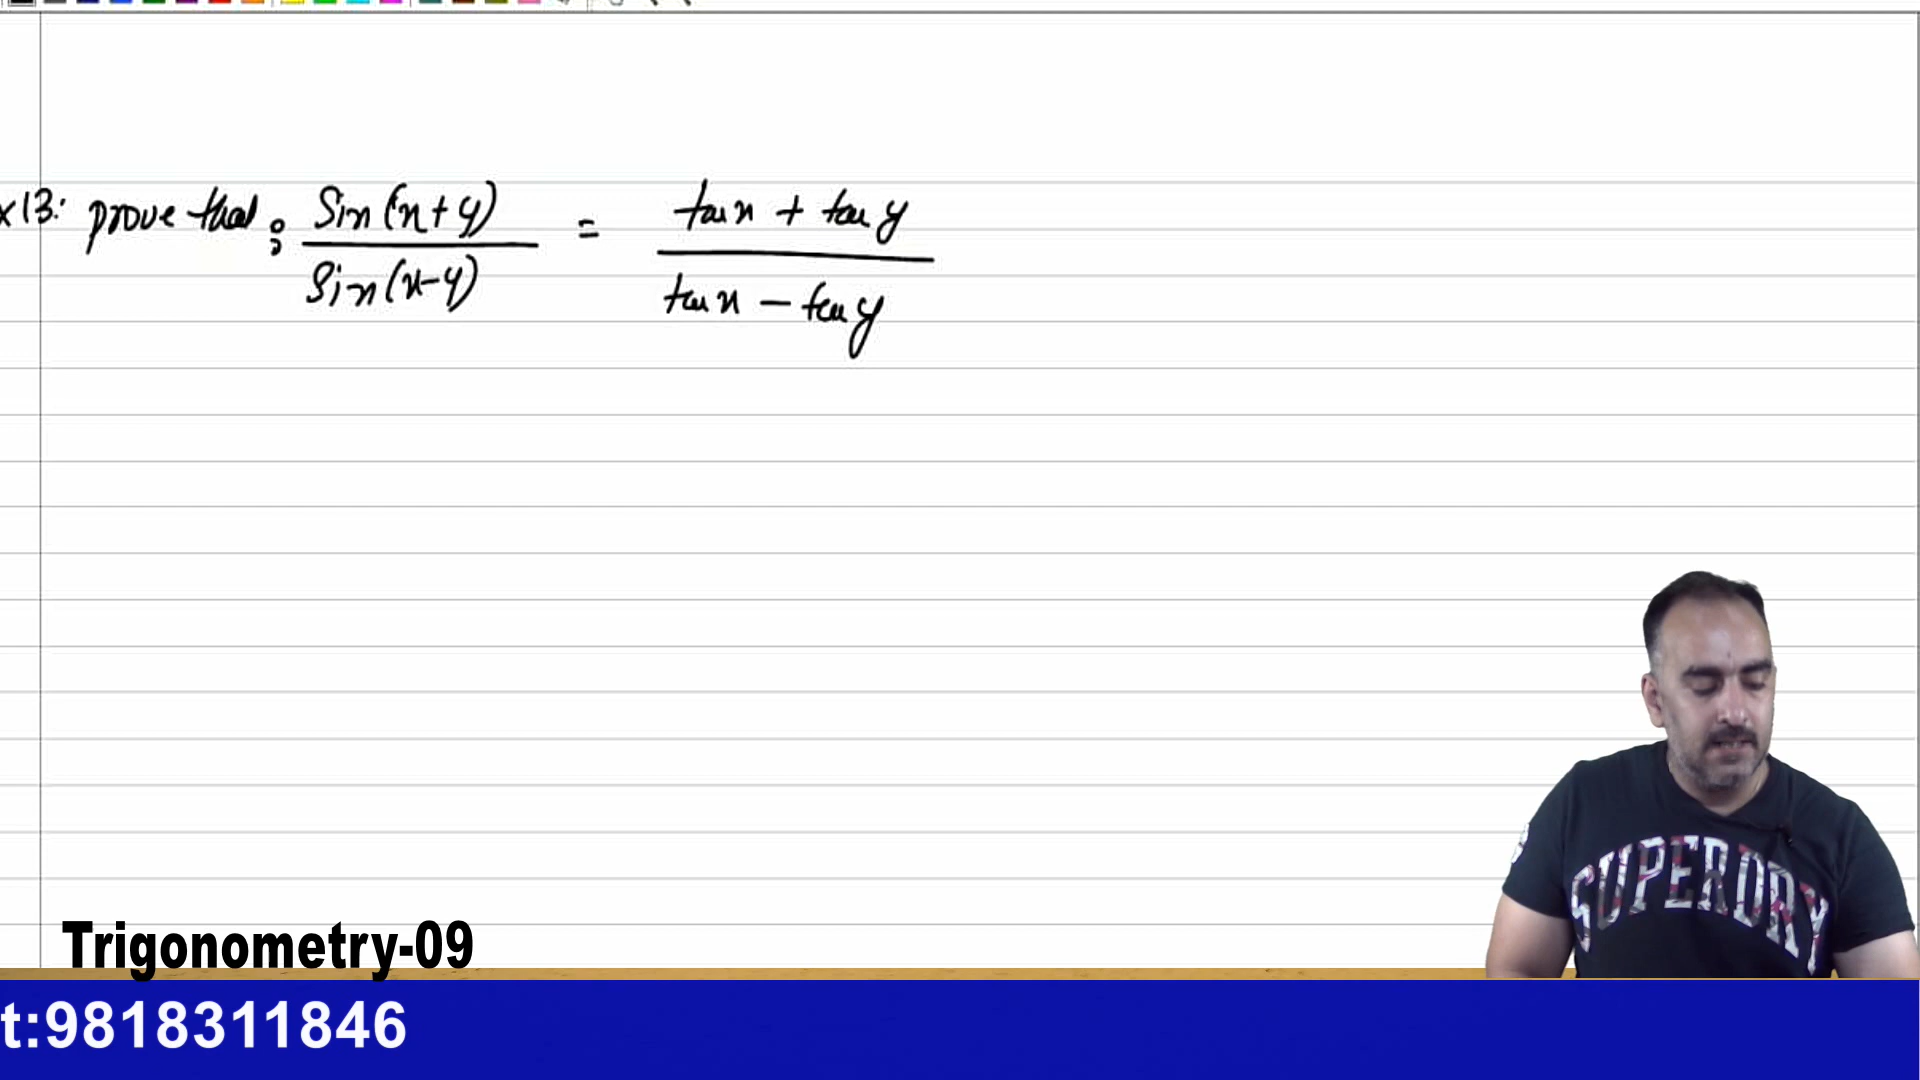 x13: prove that : Sin(x+y) / Sin(x-y) = tan x + tan y / tan x - tan y
SUPERDRY
Trigonometry-09
t:9818311846